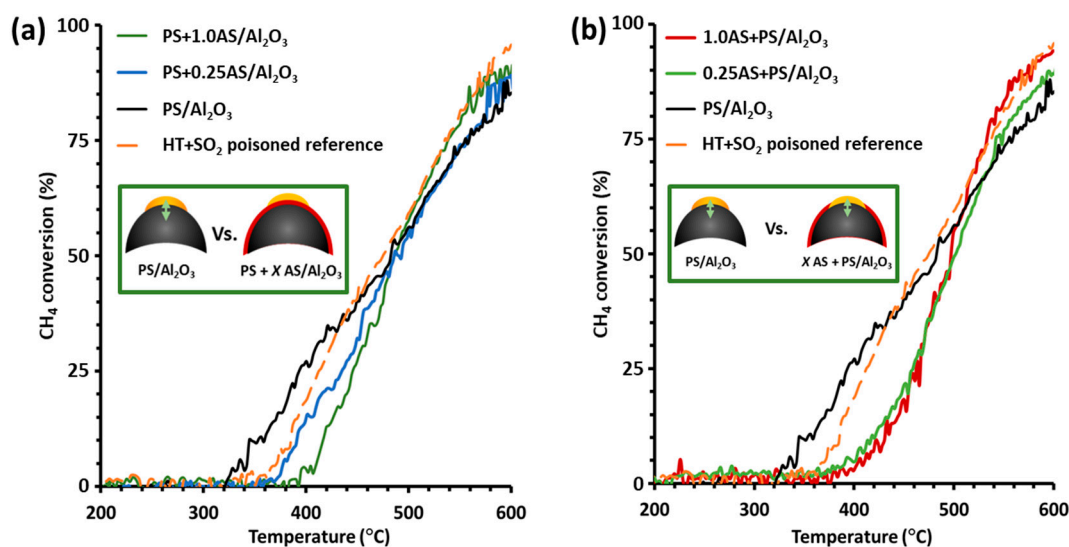 (a)
PS+1.0AS/Al2O3
PS+0.25AS/Al2O3
PS/Al2O3
HT+SO2 poisoned reference
Vs.
PS/Al2O3
PS + X AS/Al2O3
CH4 conversion (%)
100
75
50
25
0
200
300
400
500
600
Temperature (°C)
(b)
1.0AS+PS/Al2O3
0.25AS+PS/Al2O3
PS/Al2O3
HT+SO2 poisoned reference
Vs.
PS/Al2O3
X AS + PS/Al2O3
CH4 conversion (%)
100
75
50
25
0
200
300
400
500
600
Temperature (°C)